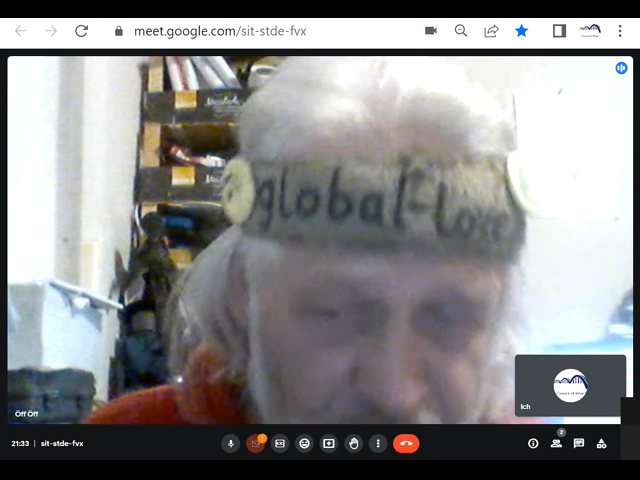 meet.google.com/sit-stde-fvx
global-Love
Öff Öff
Ich
21:33 | sit-stde-fvx
2